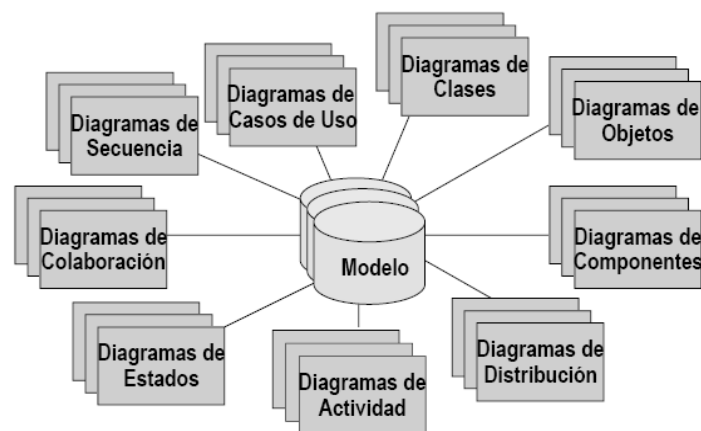 Diagramas de
Casos de Uso
Diagramas de
Clases
Diagramas de
Secuencia
Diagramas de
Objetos
Diagramas de
Colaboración
Modelo
Diagramas de
Componentes
Diagramas de
Estados
Diagramas de
Actividad
Diagramas de
Distribución